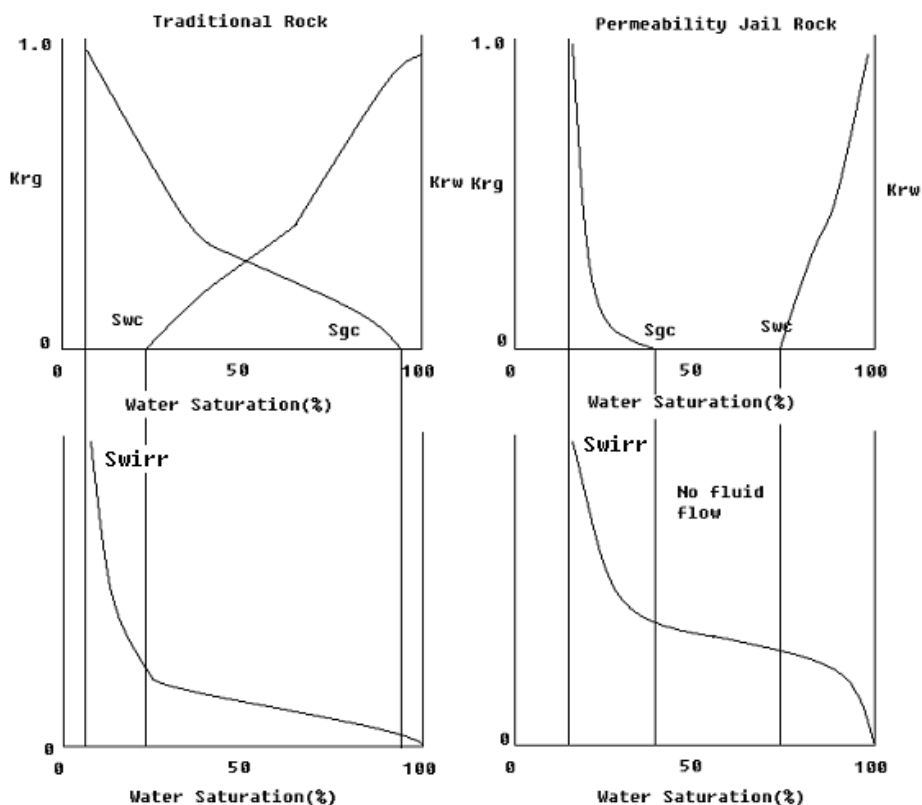 Traditional Rock
1.0
Krg
Krw
Swc
Sgc
0
0 50 100
Water Saturation(%)
Permeability Jail Rock
1.0
Krg
Krw
Sgc
Swc
0
0 50 100
Water Saturation(%)
Swirr
0
0 50 100
Water Saturation(%)
Swirr
No fluid
flow
0
0 50 100
Water Saturation(%)